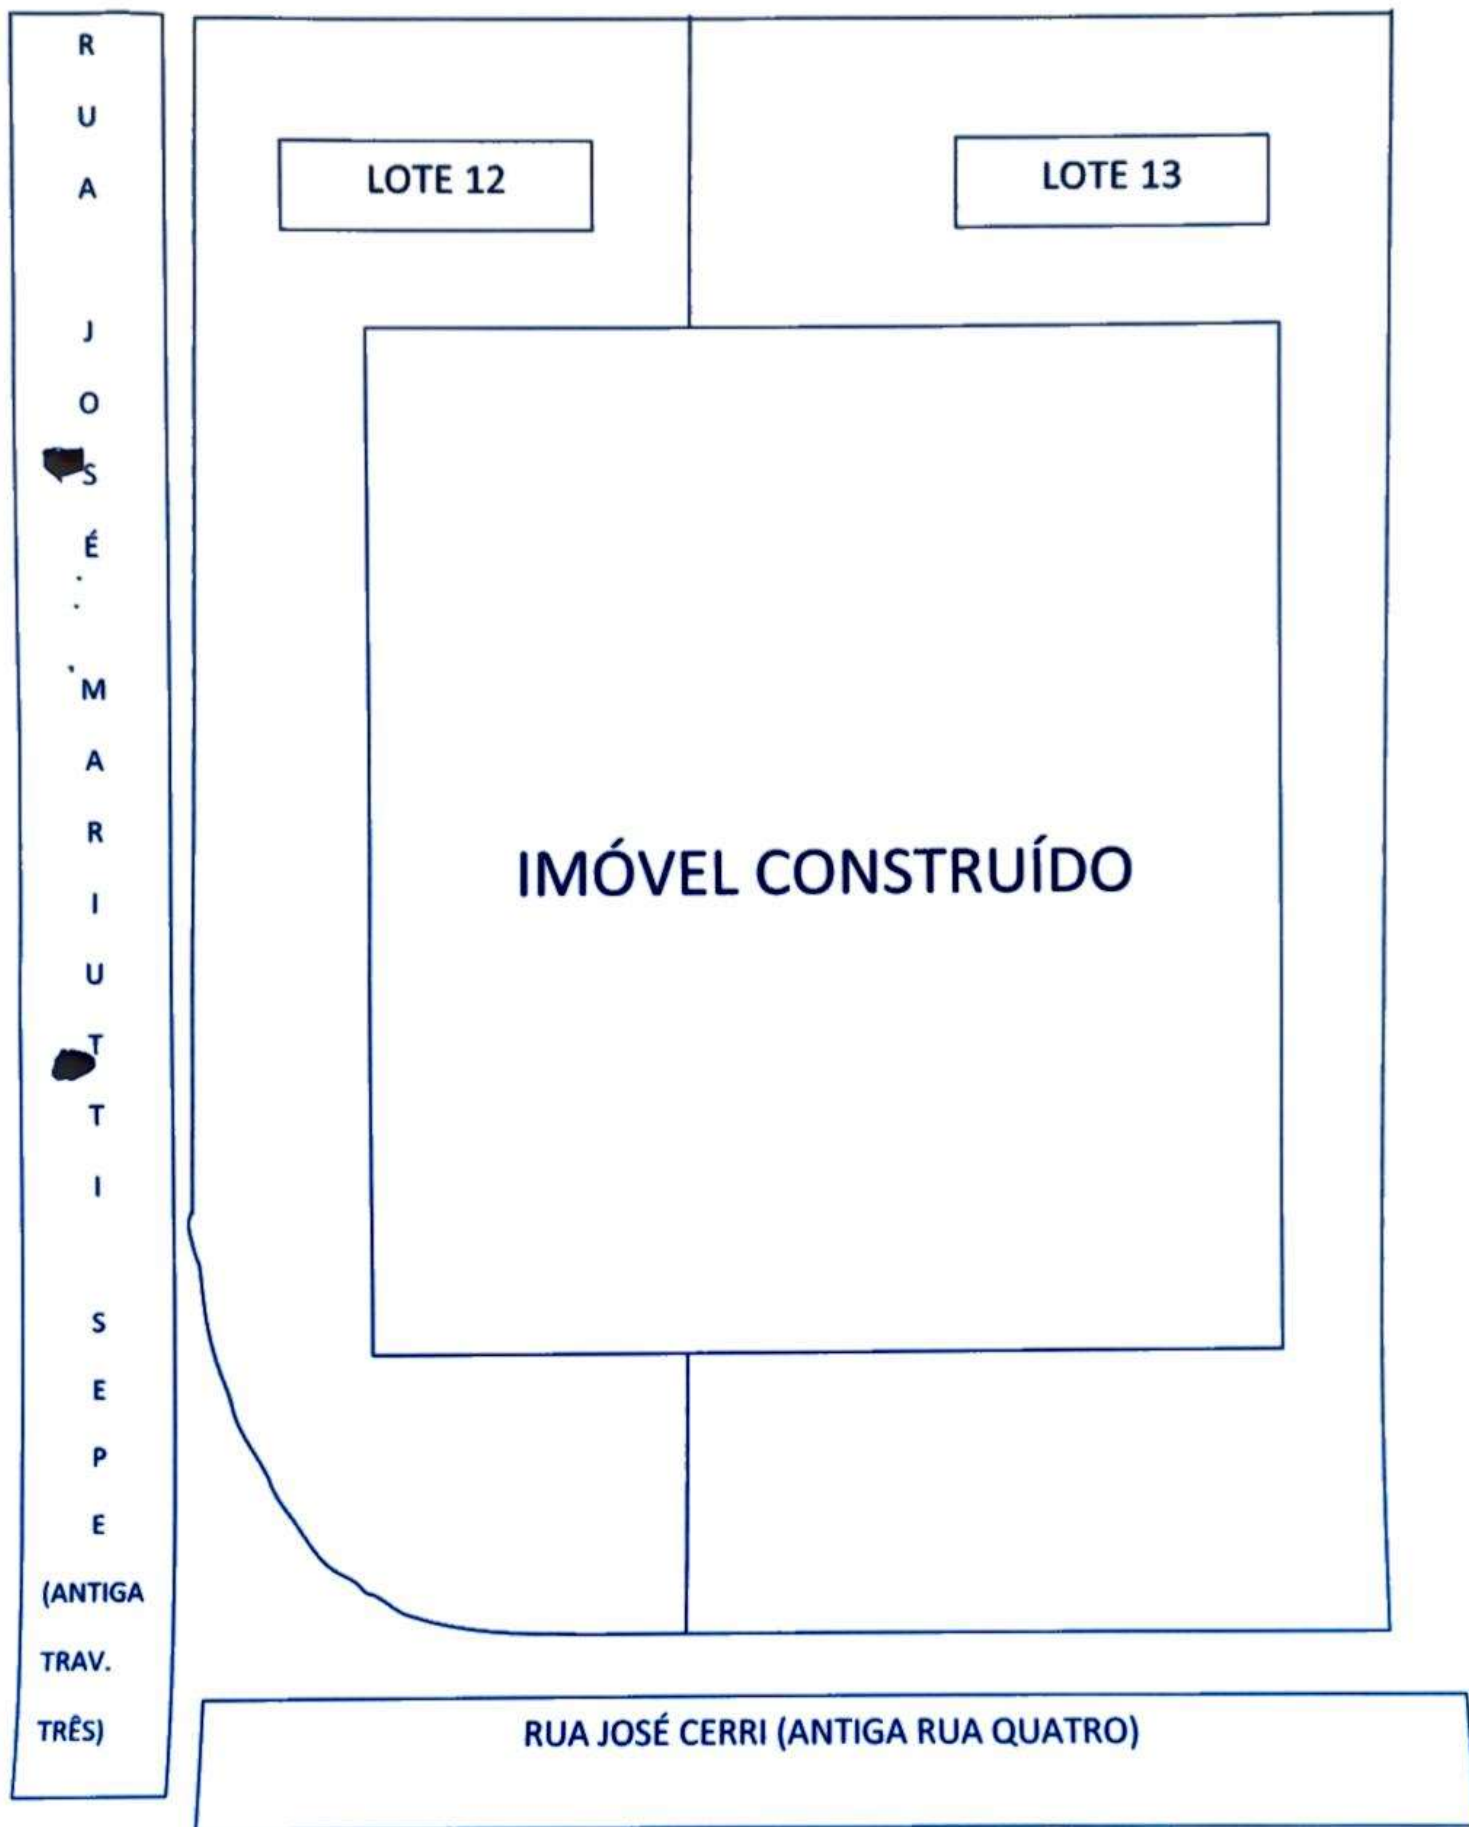 RUA JOSÉ MARIUTTI SEPE
(ANTIGA
TRAV.
TRÊS)
LOTE 12
LOTE 13
IMÓVEL CONSTRUÍDO
RUA JOSÉ CERRI (ANTIGA RUA QUATRO)